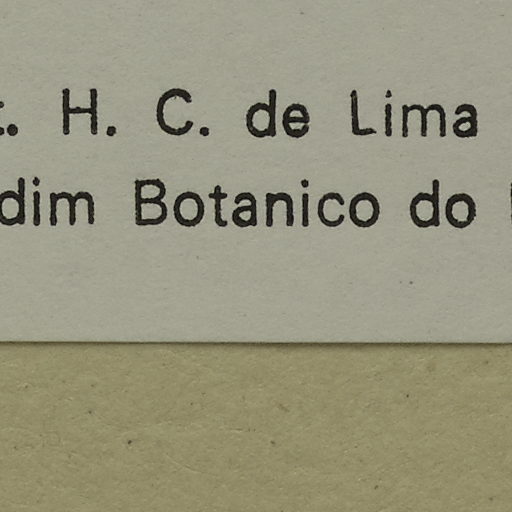 . H. C. de Lima
dim Botanico do